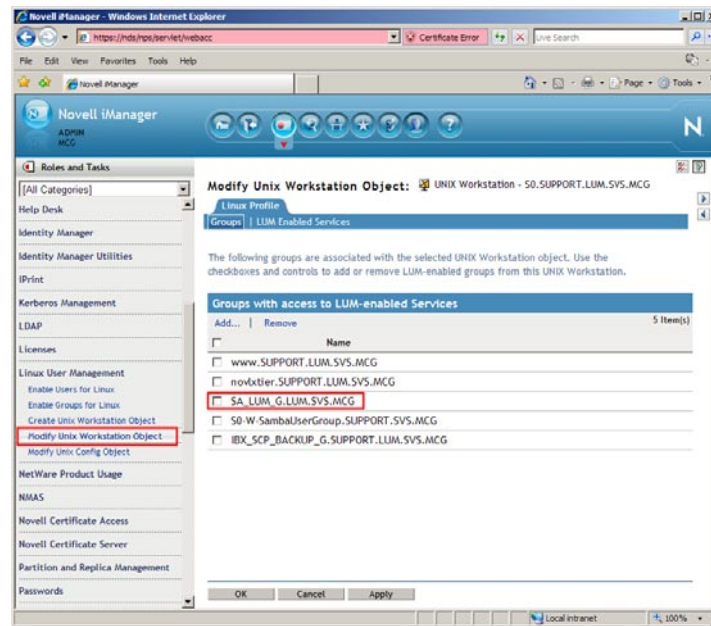 Novell iManager - Windows Internet Explorer
https://nds/nps/servlet/webacc
Certificate Error
Live Search
File Edit View Favorites Tools Help
Novell iManager
Page
Tools
Novell iManager
ADMIN
MCG
N
Roles and Tasks
[All Categories]
Help Desk
Identity Manager
Identity Manager Utilities
iPrint
Kerberos Management
LDAP
Licenses
Linux User Management
Enable Users for Linux
Enable Groups for Linux
Create Unix Workstation Object
Modify Unix Workstation Object
Modify Unix Config Object
NetWare Product Usage
NMAS
Novell Certificate Access
Novell Certificate Server
Partition and Replica Management
Passwords
Modify Unix Workstation Object: UNIX Workstation - S0.SUPPORT.LUM.SVS.MCG
Linux Profile
Groups | LUM Enabled Services
The following groups are associated with the selected UNIX Workstation object. Use the
checkboxes and controls to add or remove LUM-enabled groups from this UNIX Workstation.
Groups with access to LUM-enabled Services
Add... | Remove
5 Item(s)
Name
www.SUPPORT.LUM.SVS.MCG
novlxtier.SUPPORT.LUM.SVS.MCG
SA_LUM_G.LUM.SVS.MCG
S0-W-SambaUserGroup.SUPPORT.SVS.MCG
IBX_SCP_BACKUP_G.SUPPORT.LUM.SVS.MCG
OK Cancel Apply
Local intranet
100%